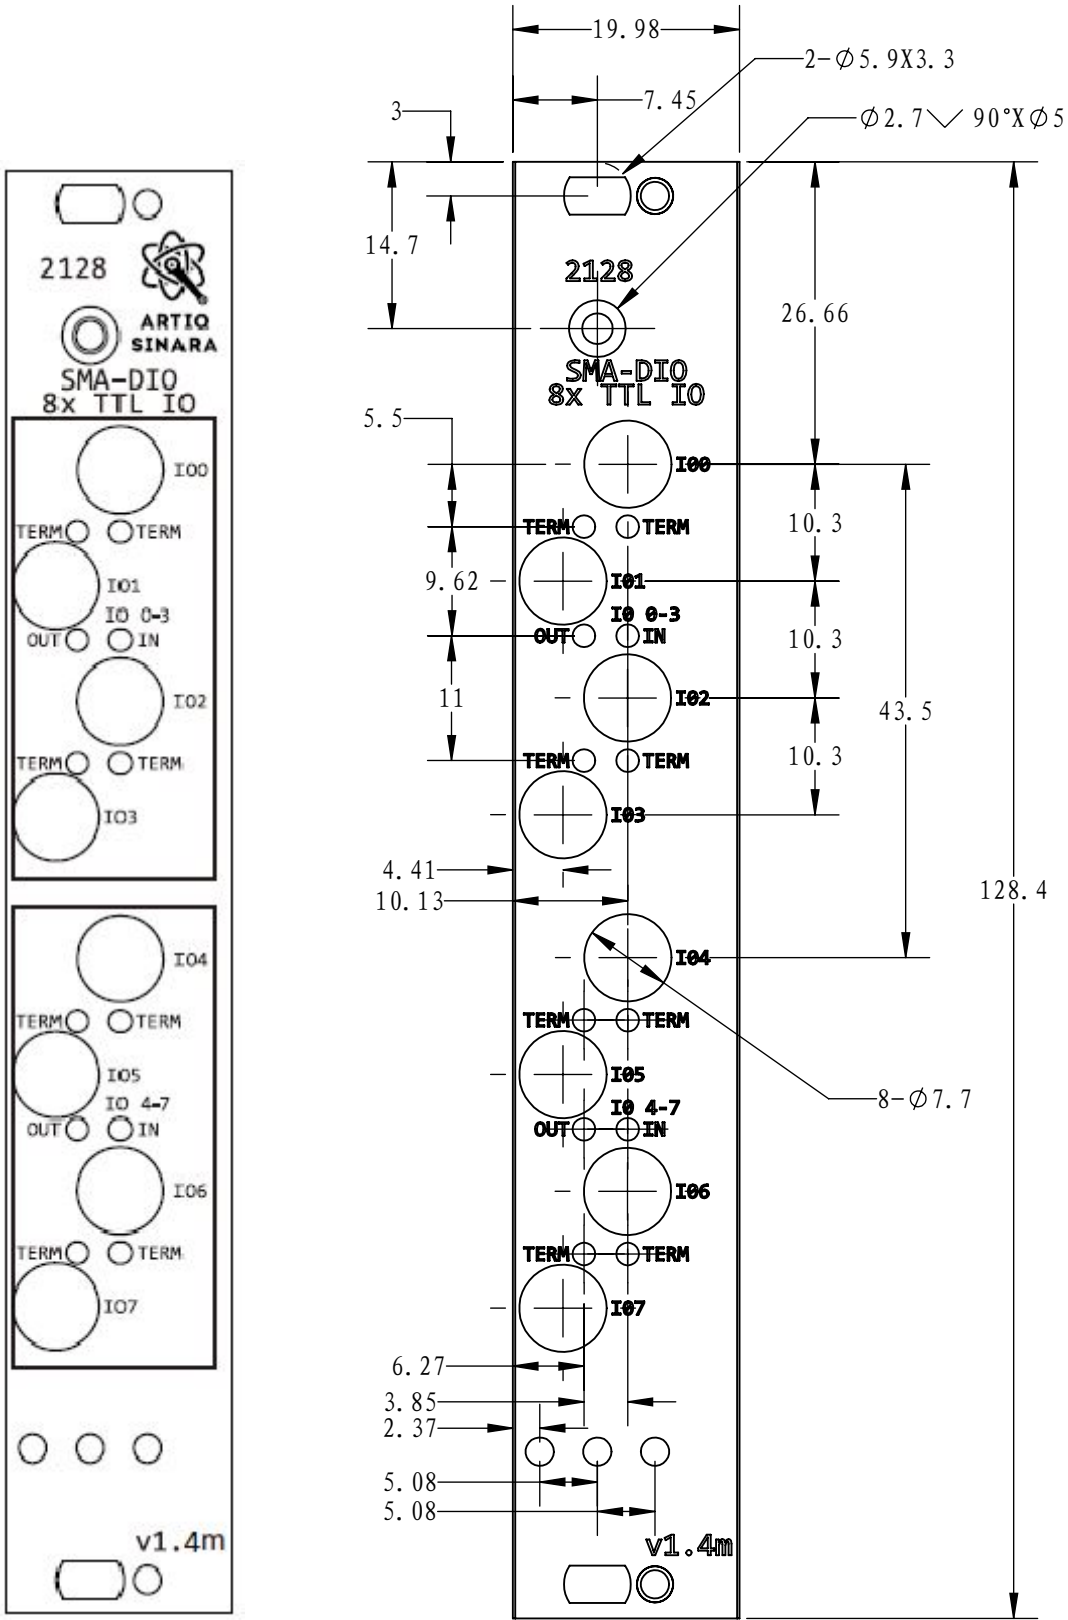 2128
ARTIQ
SINARA
SMA-DIO
8x TTL IO
IO0
TERM TERM
IO1
IO 0-3
OUT IN
IO2
TERM TERM
IO3
IO4
TERM TERM
IO5
IO 4-7
OUT IN
IO6
TERM TERM
IO7
v1.4m
19.98
2-∅5.9X3.3
7.45
3
∅2.7 ⌵ 90°X∅5
14.7
2128
26.66
SMA-DIO
8x TTL IO
5.5
IO0
10.3
TERM TERM
9.62
IO1
IO 0-3
OUT IN
10.3
11
IO2
43.5
10.3
TERM TERM
IO3
4.41
10.13
128.4
IO4
TERM TERM
IO5
8-∅7.7
IO 4-7
OUT IN
IO6
TERM TERM
IO7
6.27
3.85
2.37
5.08
5.08
v1.4m